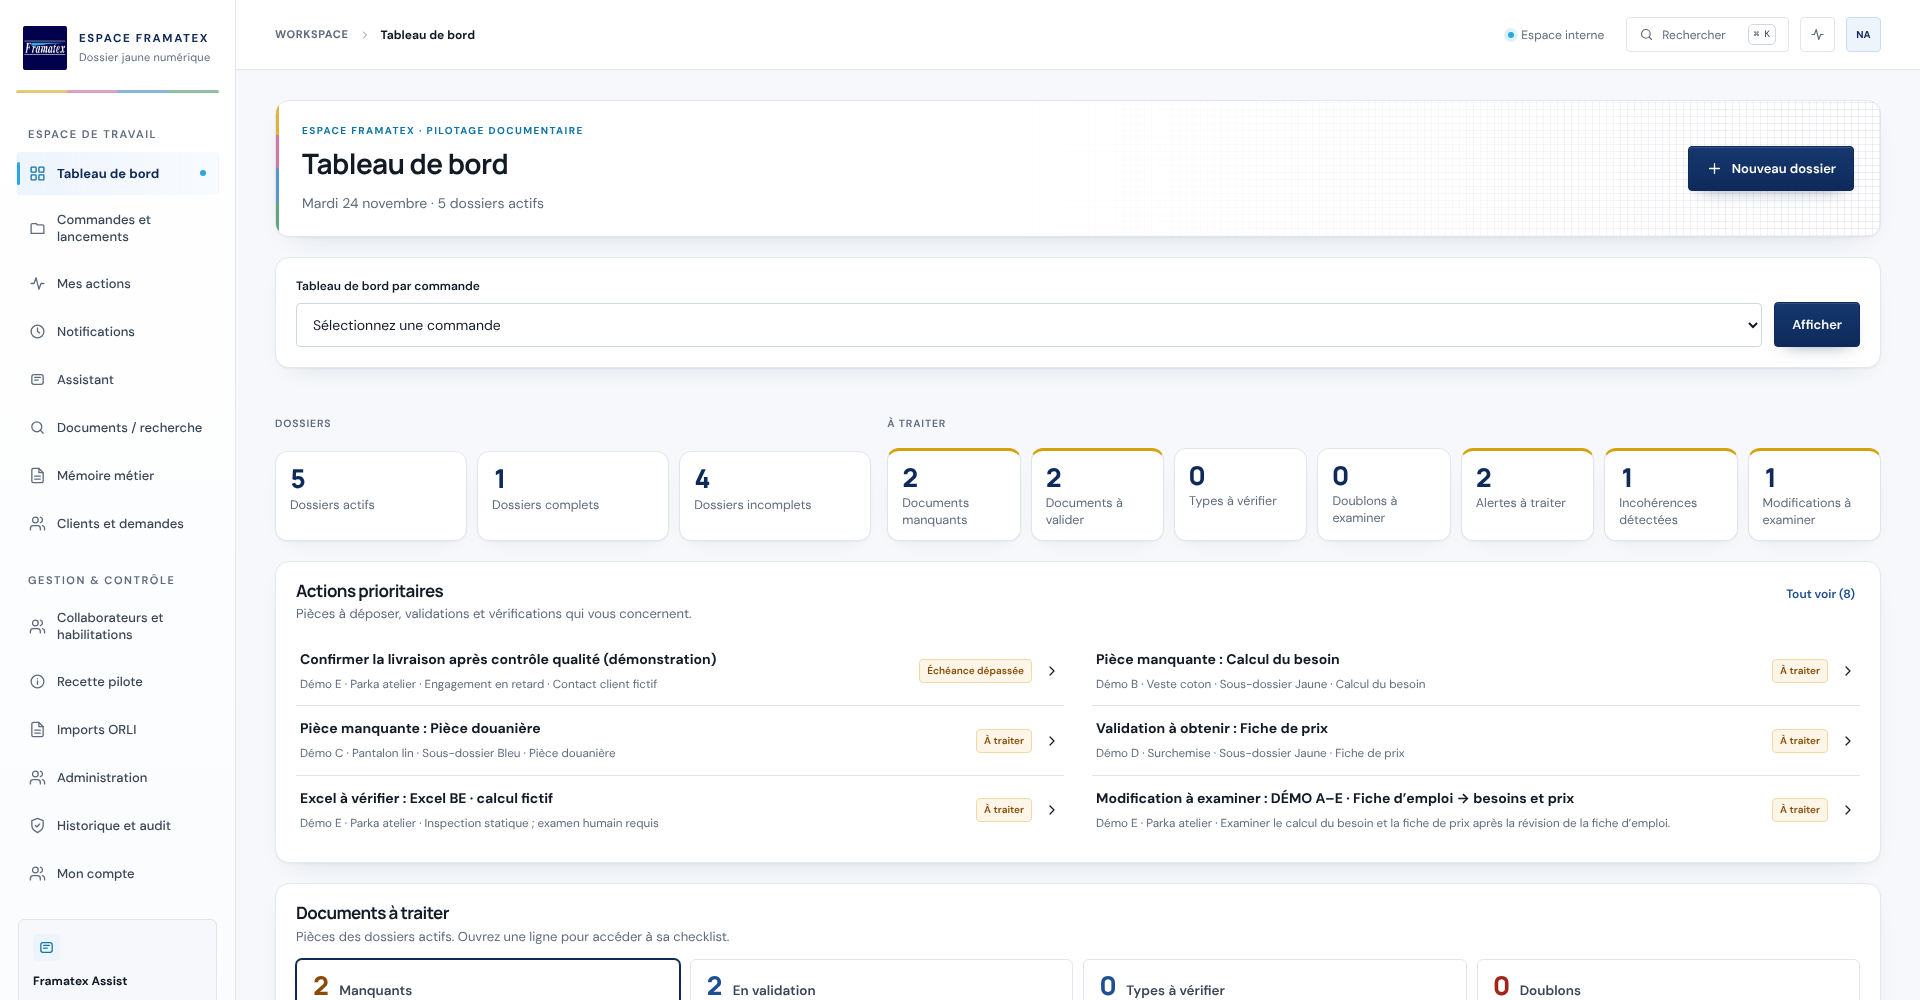 Framatex
ESPACE FRAMATEX
Dossier jaune numérique
ESPACE DE TRAVAIL
Tableau de bord
Commandes et
lancements
Mes actions
Notifications
Assistant
Documents / recherche
Mémoire métier
Clients et demandes
GESTION & CONTRÔLE
Collaborateurs et
habilitations
Recette pilote
Imports ORLI
Administration
Historique et audit
Mon compte
Framatex Assist
WORKSPACE
Tableau de bord
Espace interne
Rechercher
⌘ K
NA
ESPACE FRAMATEX · PILOTAGE DOCUMENTAIRE
Tableau de bord
Mardi 24 novembre · 5 dossiers actifs
Nouveau dossier
Tableau de bord par commande
Sélectionnez une commande
Afficher
DOSSIERS
5
Dossiers actifs
1
Dossiers complets
4
Dossiers incomplets
À TRAITER
2
Documents
manquants
2
Documents à
valider
0
Types à vérifier
0
Doublons à
examiner
2
Alertes à traiter
1
Incohérences
détectées
1
Modifications à
examiner
Actions prioritaires
Pièces à déposer, validations et vérifications qui vous concernent.
Tout voir (8)
Confirmer la livraison après contrôle qualité (démonstration)
Démo E · Parka atelier · Engagement en retard · Contact client fictif
Échéance dépassée
Pièce manquante : Calcul du besoin
Démo B · Veste coton · Sous-dossier Jaune · Calcul du besoin
À traiter
Pièce manquante : Pièce douanière
Démo C · Pantalon lin · Sous-dossier Bleu · Pièce douanière
À traiter
Validation à obtenir : Fiche de prix
Démo D · Surchemise · Sous-dossier Jaune · Fiche de prix
À traiter
Excel à vérifier : Excel BE · calcul fictif
Démo E · Parka atelier · Inspection statique ; examen humain requis
À traiter
Modification à examiner : DÉMO A–E · Fiche d’emploi → besoins et prix
Démo E · Parka atelier · Examiner le calcul du besoin et la fiche de prix après la révision de la fiche d’emploi.
À traiter
Documents à traiter
Pièces des dossiers actifs. Ouvrez une ligne pour accéder à sa checklist.
2 Manquants
2 En validation
0 Types à vérifier
0 Doublons